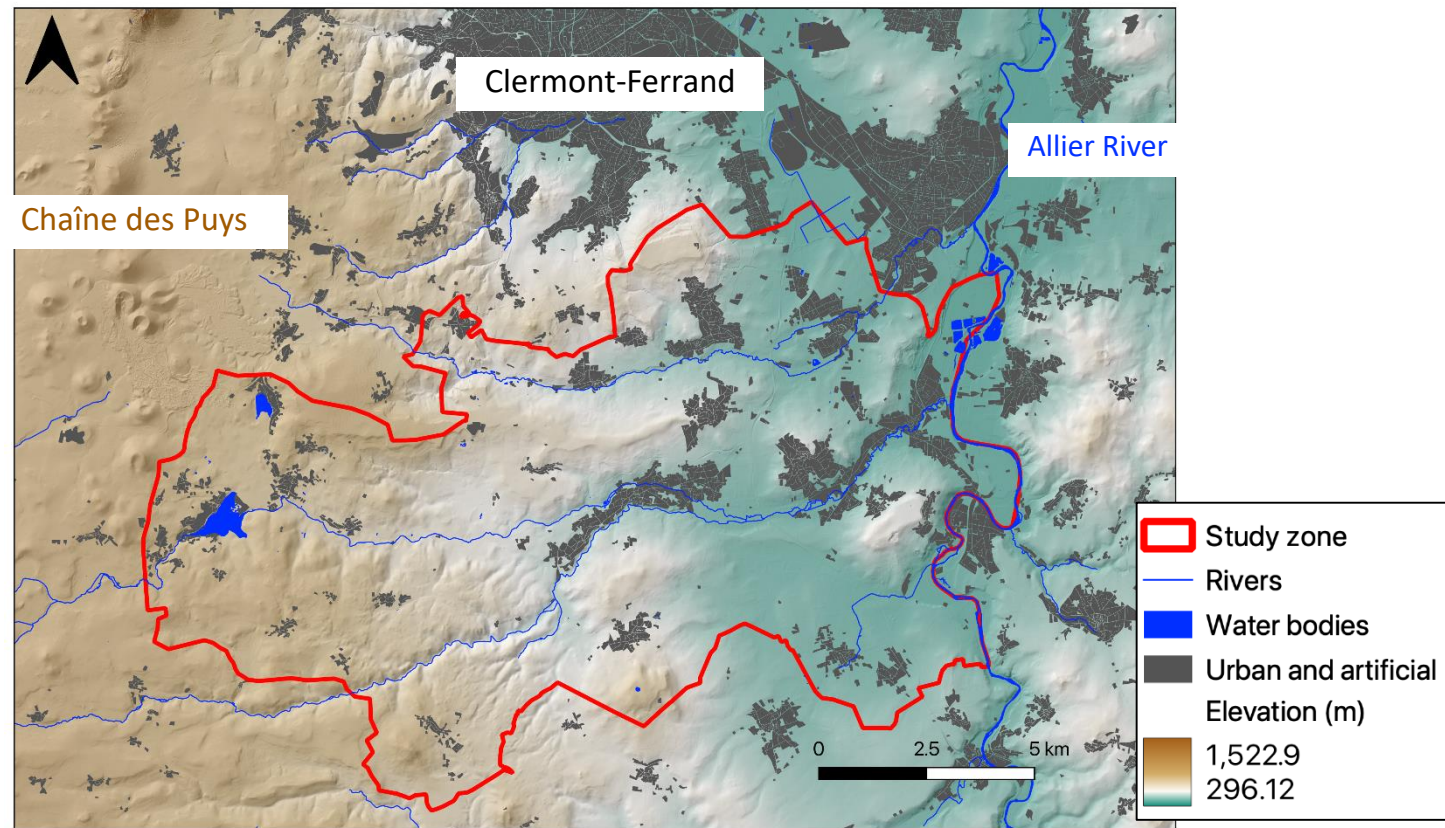 Clermont-Ferrand
Allier River
Chaîne des Puys
Study zone
Rivers
Water bodies
Urban and artificial
Elevation (m)
1,522.9
296.12
0 2.5 5 km